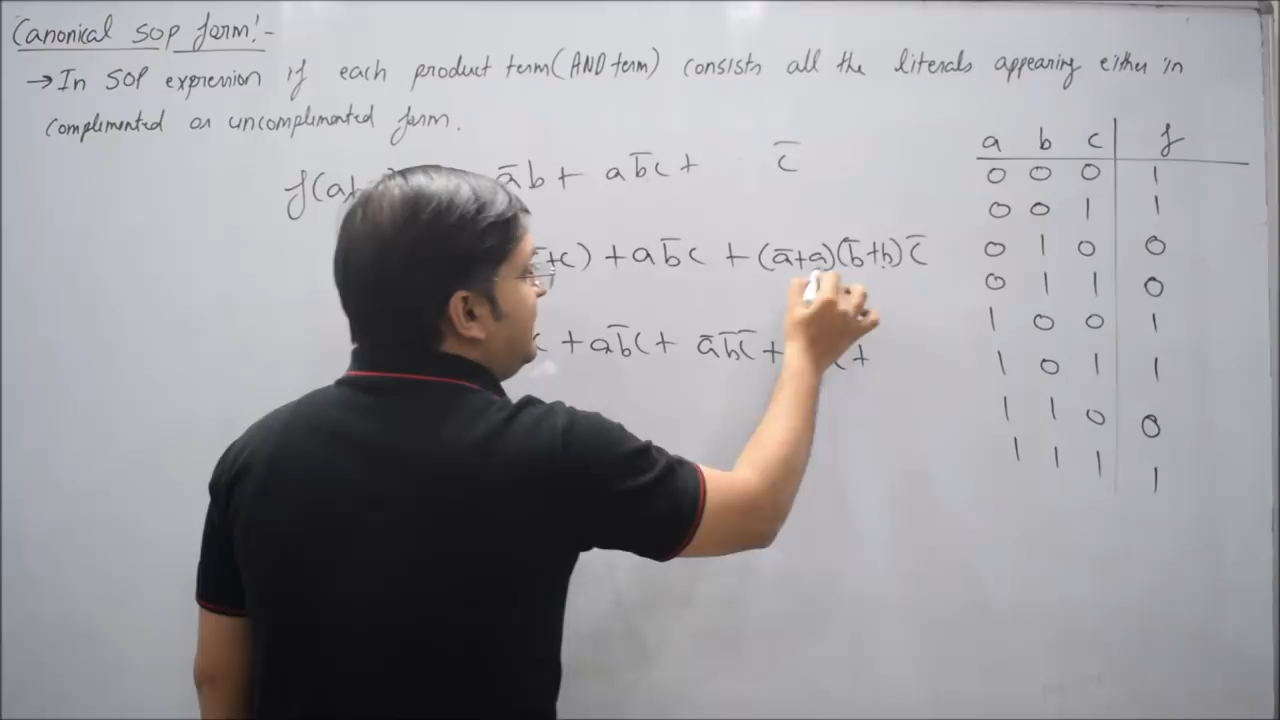 Canonical SOP form:-
→ In SOP expression if each product term (AND term) consists all the literals appearing either in
complemented or uncomplemented form.
f(ab a̅b + ab̅c + c̅
+c) + ab̅c + (a̅+a)(b̅+b)c̅
c + ab̅c + a̅b̅c̅ + +
a b c f
0 0 0 1
0 0 1 1
0 1 0 0
0 1 1 0
1 0 0 1
1 0 1 1
1 1 0 0
1 1 1 1